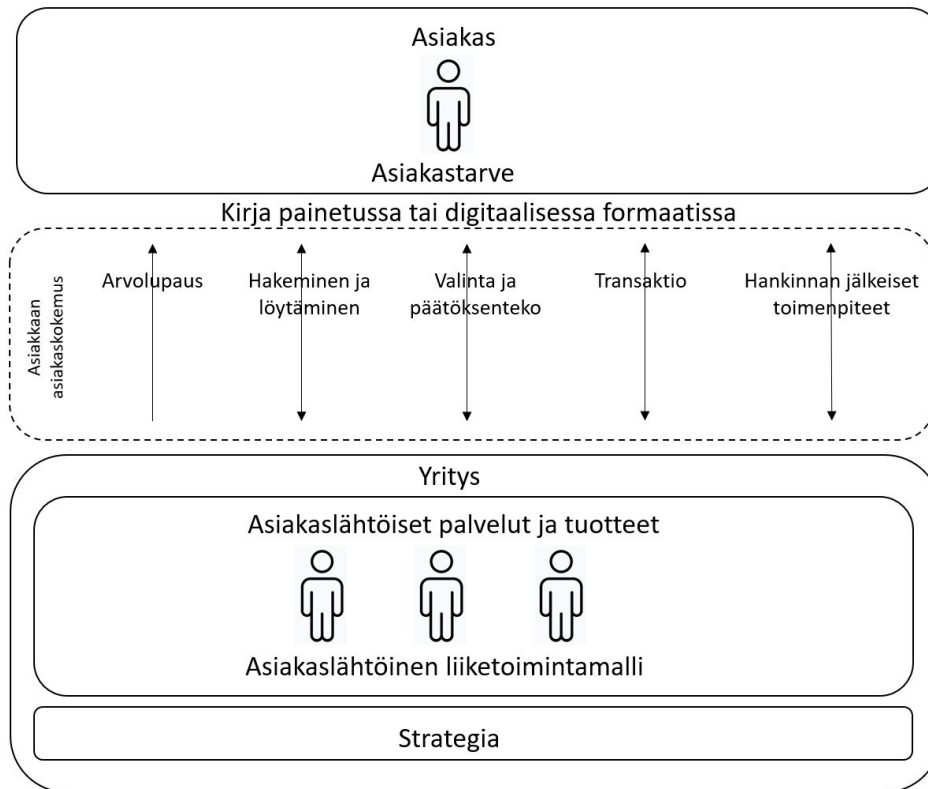 Asiakas
Asiakastarve
Kirja painetussa tai digitaalisessa formaatissa
Asiakkaan
asiakaskokemus
Arvolupaus
Hakeminen ja
löytäminen
Valinta ja
päätöksenteko
Transaktio
Hankinnan jälkeiset
toimenpiteet
Yritys
Asiakaslähtöiset palvelut ja tuotteet
Asiakaslähtöinen liiketoimintamalli
Strategia